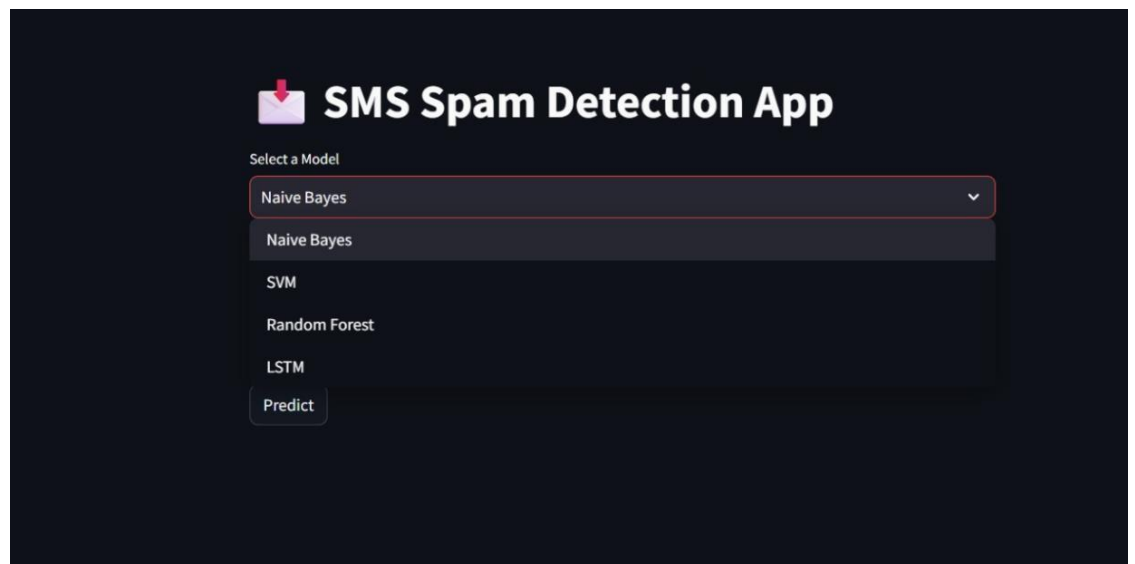 SMS Spam Detection App
Select a Model
Naive Bayes
Naive Bayes
SVM
Random Forest
LSTM
Predict